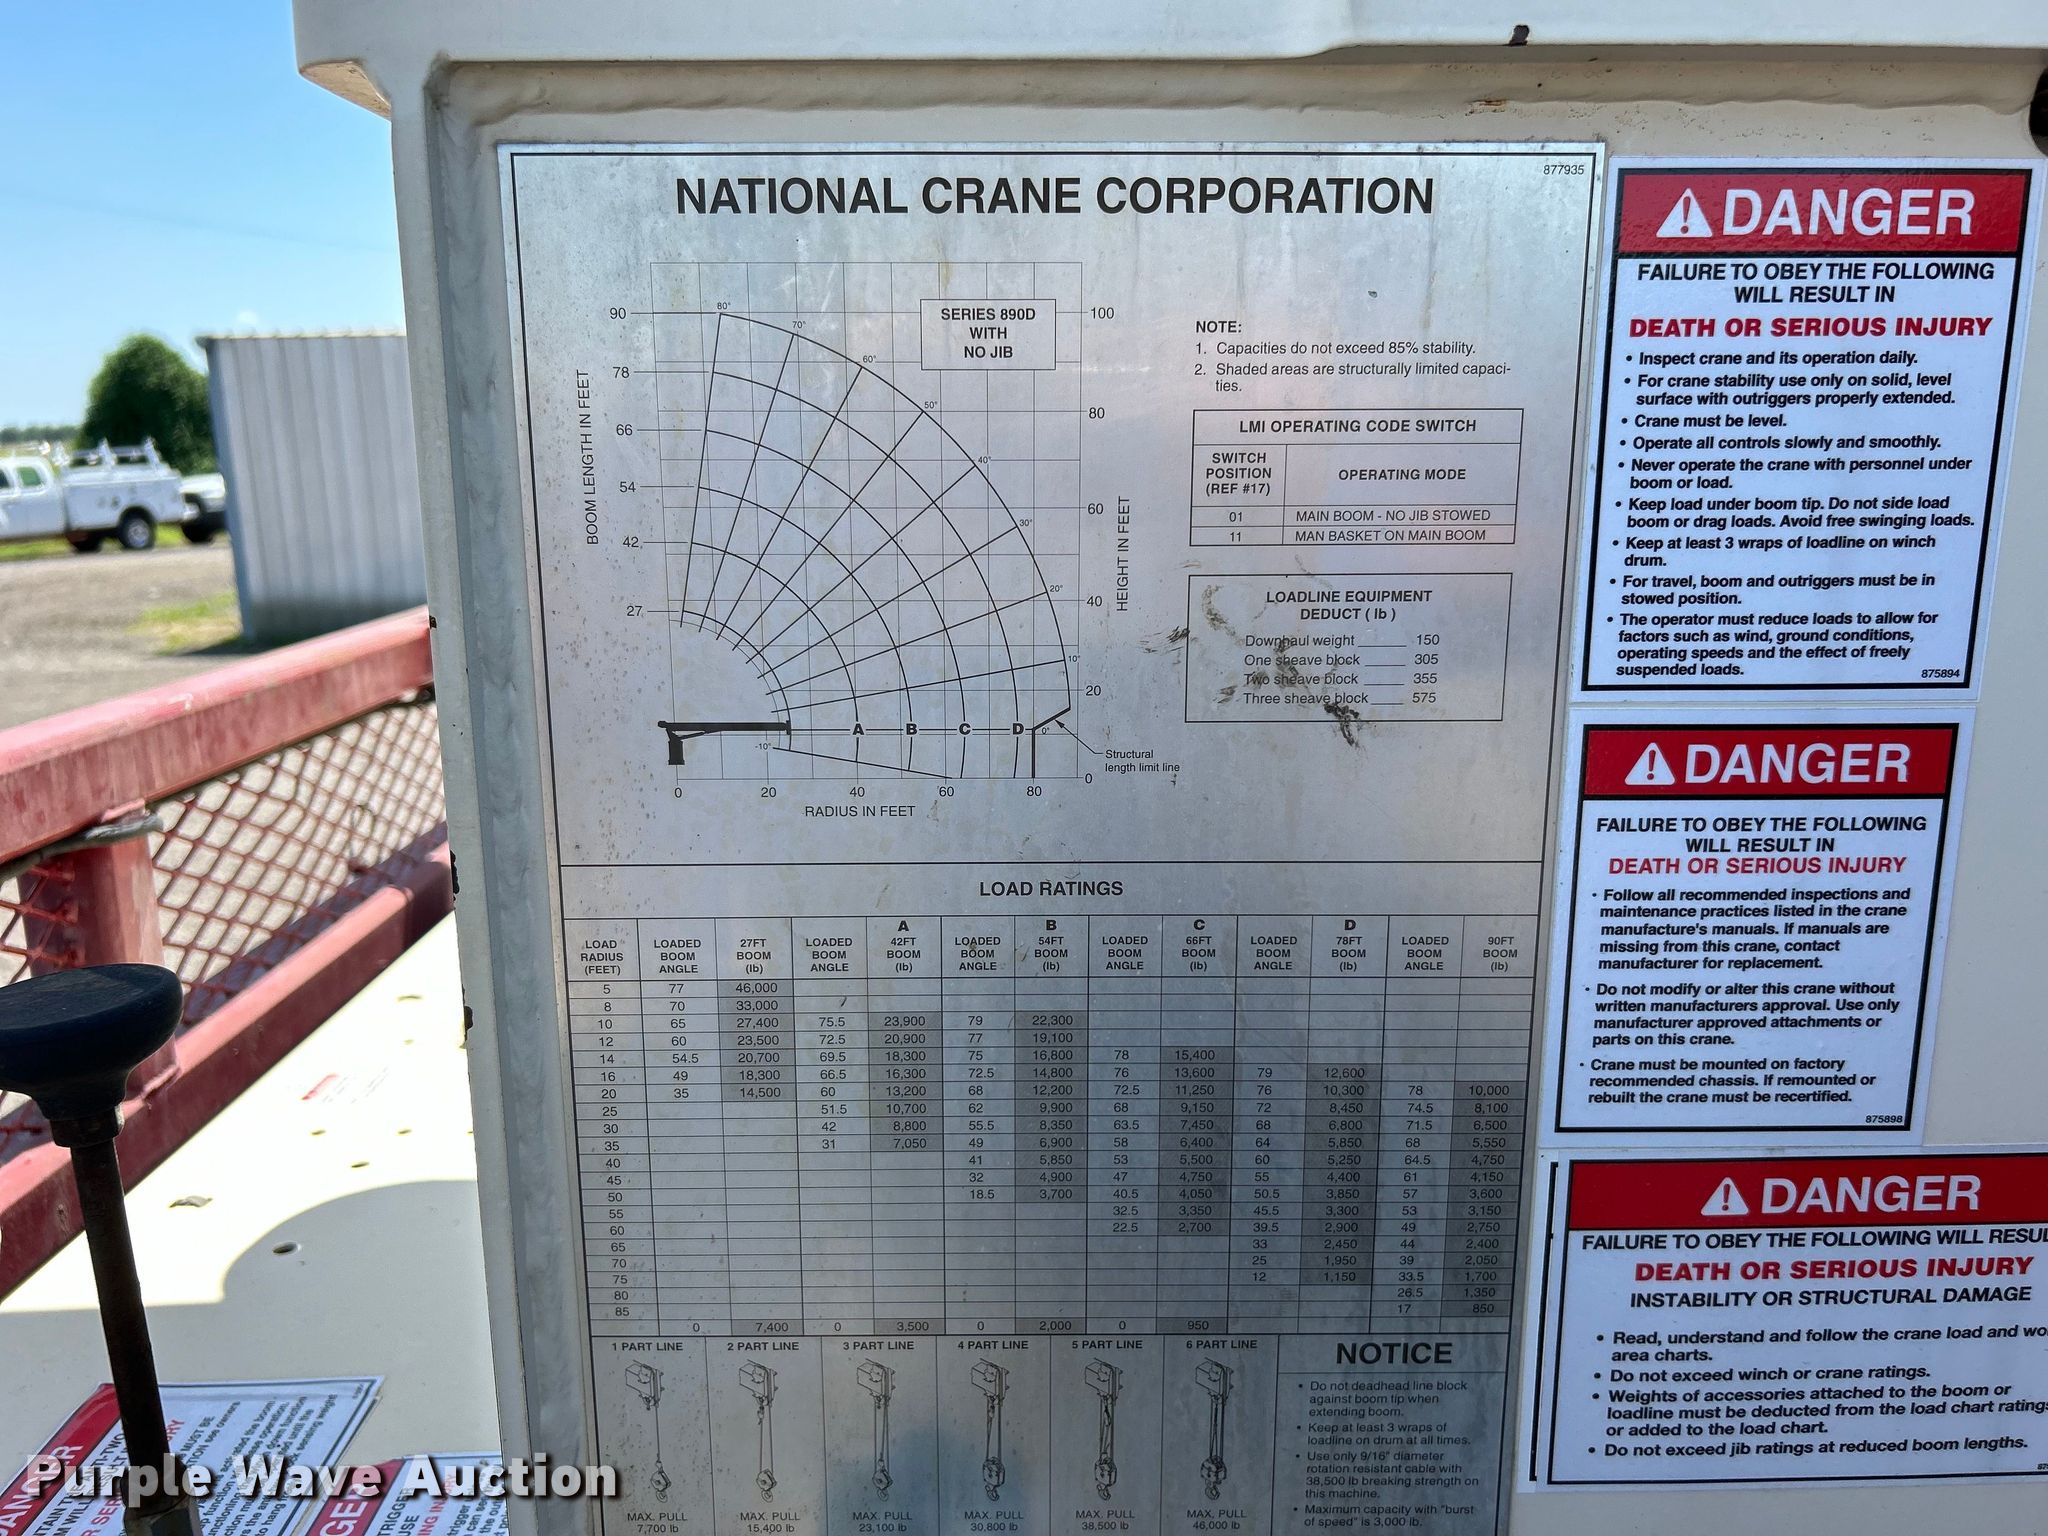 877935
NATIONAL CRANE CORPORATION
SERIES 890D
WITH
NO JIB
BOOM LENGTH IN FEET
90
78
66
54
42
27
80°
70°
60°
50°
40°
30°
20°
10°
0°
-10°
100
80
60
40
20
0
HEIGHT IN FEET
A B C D
Structural
length limit line
0 20 40 60 80
RADIUS IN FEET
NOTE:
1. Capacities do not exceed 85% stability.
2. Shaded areas are structurally limited capaci-
ties.
LMI OPERATING CODE SWITCH
SWITCH
POSITION
(REF #17)
OPERATING MODE
01 MAIN BOOM - NO JIB STOWED
11 MAN BASKET ON MAIN BOOM
LOADLINE EQUIPMENT
DEDUCT ( lb )
Downhaul weight 150
One sheave block 305
Two sheave block 355
Three sheave block 575
LOAD RATINGS
A B C D
LOAD LOADED 27FT LOADED 42FT LOADED 54FT LOADED 66FT LOADED 78FT LOADED 90FT
RADIUS BOOM BOOM BOOM BOOM BOOM BOOM BOOM BOOM BOOM BOOM BOOM BOOM
(FEET) ANGLE (lb) ANGLE (lb) ANGLE (lb) ANGLE (lb) ANGLE (lb) ANGLE (lb)
5 77 46,000
8 70 33,000
10 65 27,400 75.5 23,900 79 22,300
12 60 23,500 72.5 20,900 77 19,100
14 54.5 20,700 69.5 18,300 75 16,800 78 15,400
16 49 18,300 66.5 16,300 72.5 14,800 76 13,600 79 12,600
20 35 14,500 60 13,200 68 12,200 72.5 11,250 76 10,300 78 10,000
25 51.5 10,700 62 9,900 68 9,150 72 8,450 74.5 8,100
30 42 8,800 55.5 8,350 63.5 7,450 68 6,800 71.5 6,500
35 31 7,050 49 6,900 58 6,400 64 5,850 68 5,550
40 41 5,850 53 5,500 60 5,250 64.5 4,750
45 32 4,900 47 4,750 55 4,400 61 4,150
50 18.5 3,700 40.5 4,050 50.5 3,850 57 3,600
55 32.5 3,350 45.5 3,300 53 3,150
60 22.5 2,700 39.5 2,900 49 2,750
65 33 2,450 44 2,400
70 25 1,950 39 2,050
75 12 1,150 33.5 1,700
80 26.5 1,350
85 17 850
0 7,400 0 3,500 0 2,000 0 950
1 PART LINE 2 PART LINE 3 PART LINE 4 PART LINE 5 PART LINE 6 PART LINE
MAX. PULL MAX. PULL MAX. PULL MAX. PULL MAX. PULL MAX. PULL
7,700 lb 15,400 lb 23,100 lb 30,800 lb 38,500 lb 46,000 lb
NOTICE
• Do not deadhead line block
against boom tip when
extending boom.
• Keep at least 3 wraps of
loadline on drum at all times.
• Use only 9/16" diameter
rotation resistant cable with
38,500 lb breaking strength on
this machine.
• Maximum capacity with "burst
of speed" is 3,000 lb.
DANGER
FAILURE TO OBEY THE FOLLOWING
WILL RESULT IN
DEATH OR SERIOUS INJURY
• Inspect crane and its operation daily.
• For crane stability use only on solid, level
surface with outriggers properly extended.
• Crane must be level.
• Operate all controls slowly and smoothly.
• Never operate the crane with personnel under
boom or load.
• Keep load under boom tip. Do not side load
boom or drag loads. Avoid free swinging loads.
• Keep at least 3 wraps of loadline on winch
drum.
• For travel, boom and outriggers must be in
stowed position.
• The operator must reduce loads to allow for
factors such as wind, ground conditions,
operating speeds and the effect of freely
suspended loads.
875894
DANGER
FAILURE TO OBEY THE FOLLOWING
WILL RESULT IN
DEATH OR SERIOUS INJURY
• Follow all recommended inspections and
maintenance practices listed in the crane
manufacture's manuals. If manuals are
missing from this crane, contact
manufacturer for replacement.
• Do not modify or alter this crane without
written manufacturers approval. Use only
manufacturer approved attachments or
parts on this crane.
• Crane must be mounted on factory
recommended chassis. If remounted or
rebuilt the crane must be recertified.
875898
DANGER
FAILURE TO OBEY THE FOLLOWING WILL RESUL
DEATH OR SERIOUS INJURY
INSTABILITY OR STRUCTURAL DAMAGE
• Read, understand and follow the crane load and wo
area charts.
• Do not exceed winch or crane ratings.
• Weights of accessories attached to the boom or
loadline must be deducted from the load chart ratings
or added to the load chart.
• Do not exceed jib ratings at reduced boom lengths.
Purple Wave Auction